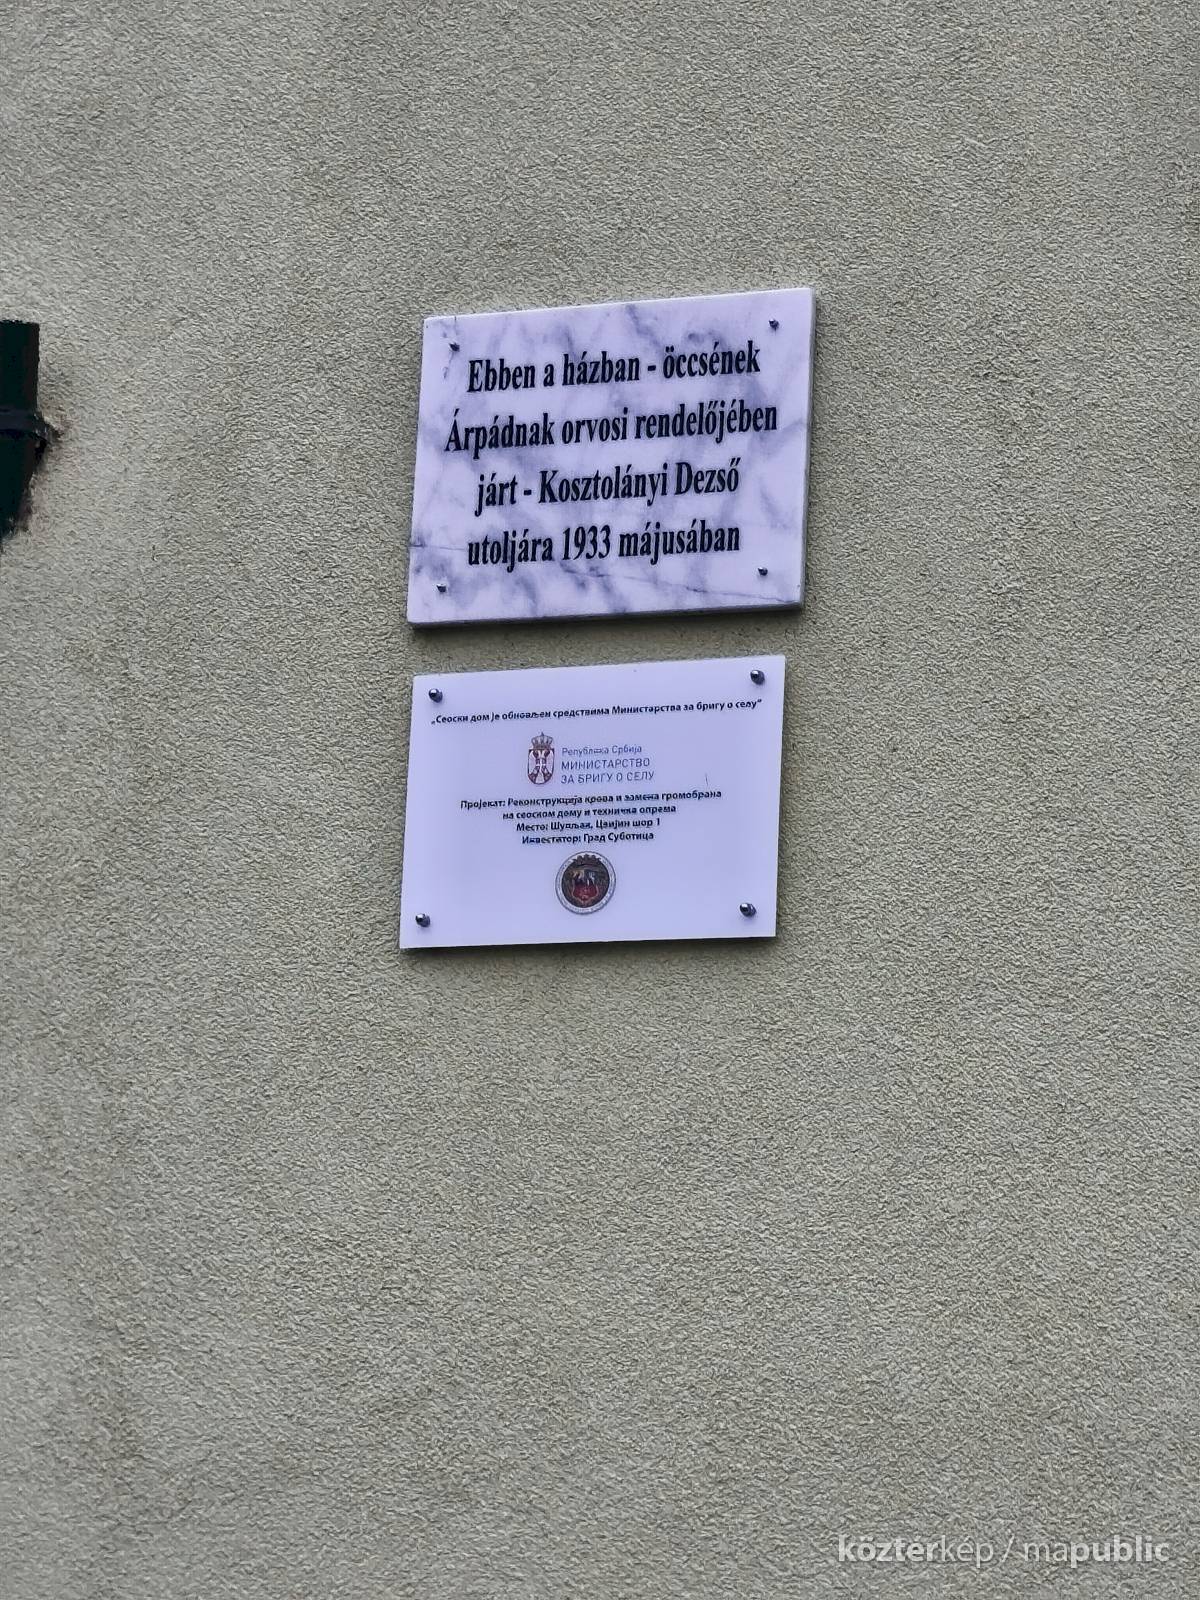 Ebben a házban - öccsének
Árpádnak orvosi rendelőjében
járt - Kosztolányi Dezső
utoljára 1933 májusában
„Сеоски дом је обновљен средствима Министарства за бригу о селу“
Република Србија
МИНИСТАРСТВО
ЗА БРИГУ О СЕЛУ
Пројекат: Реконструкција крова и замена громобрана
на сеоском дому и техничка опрема
Место: Шупљак, Цвијин шор 1
Инвеститор: Град Суботица
köztérkép / mapublic